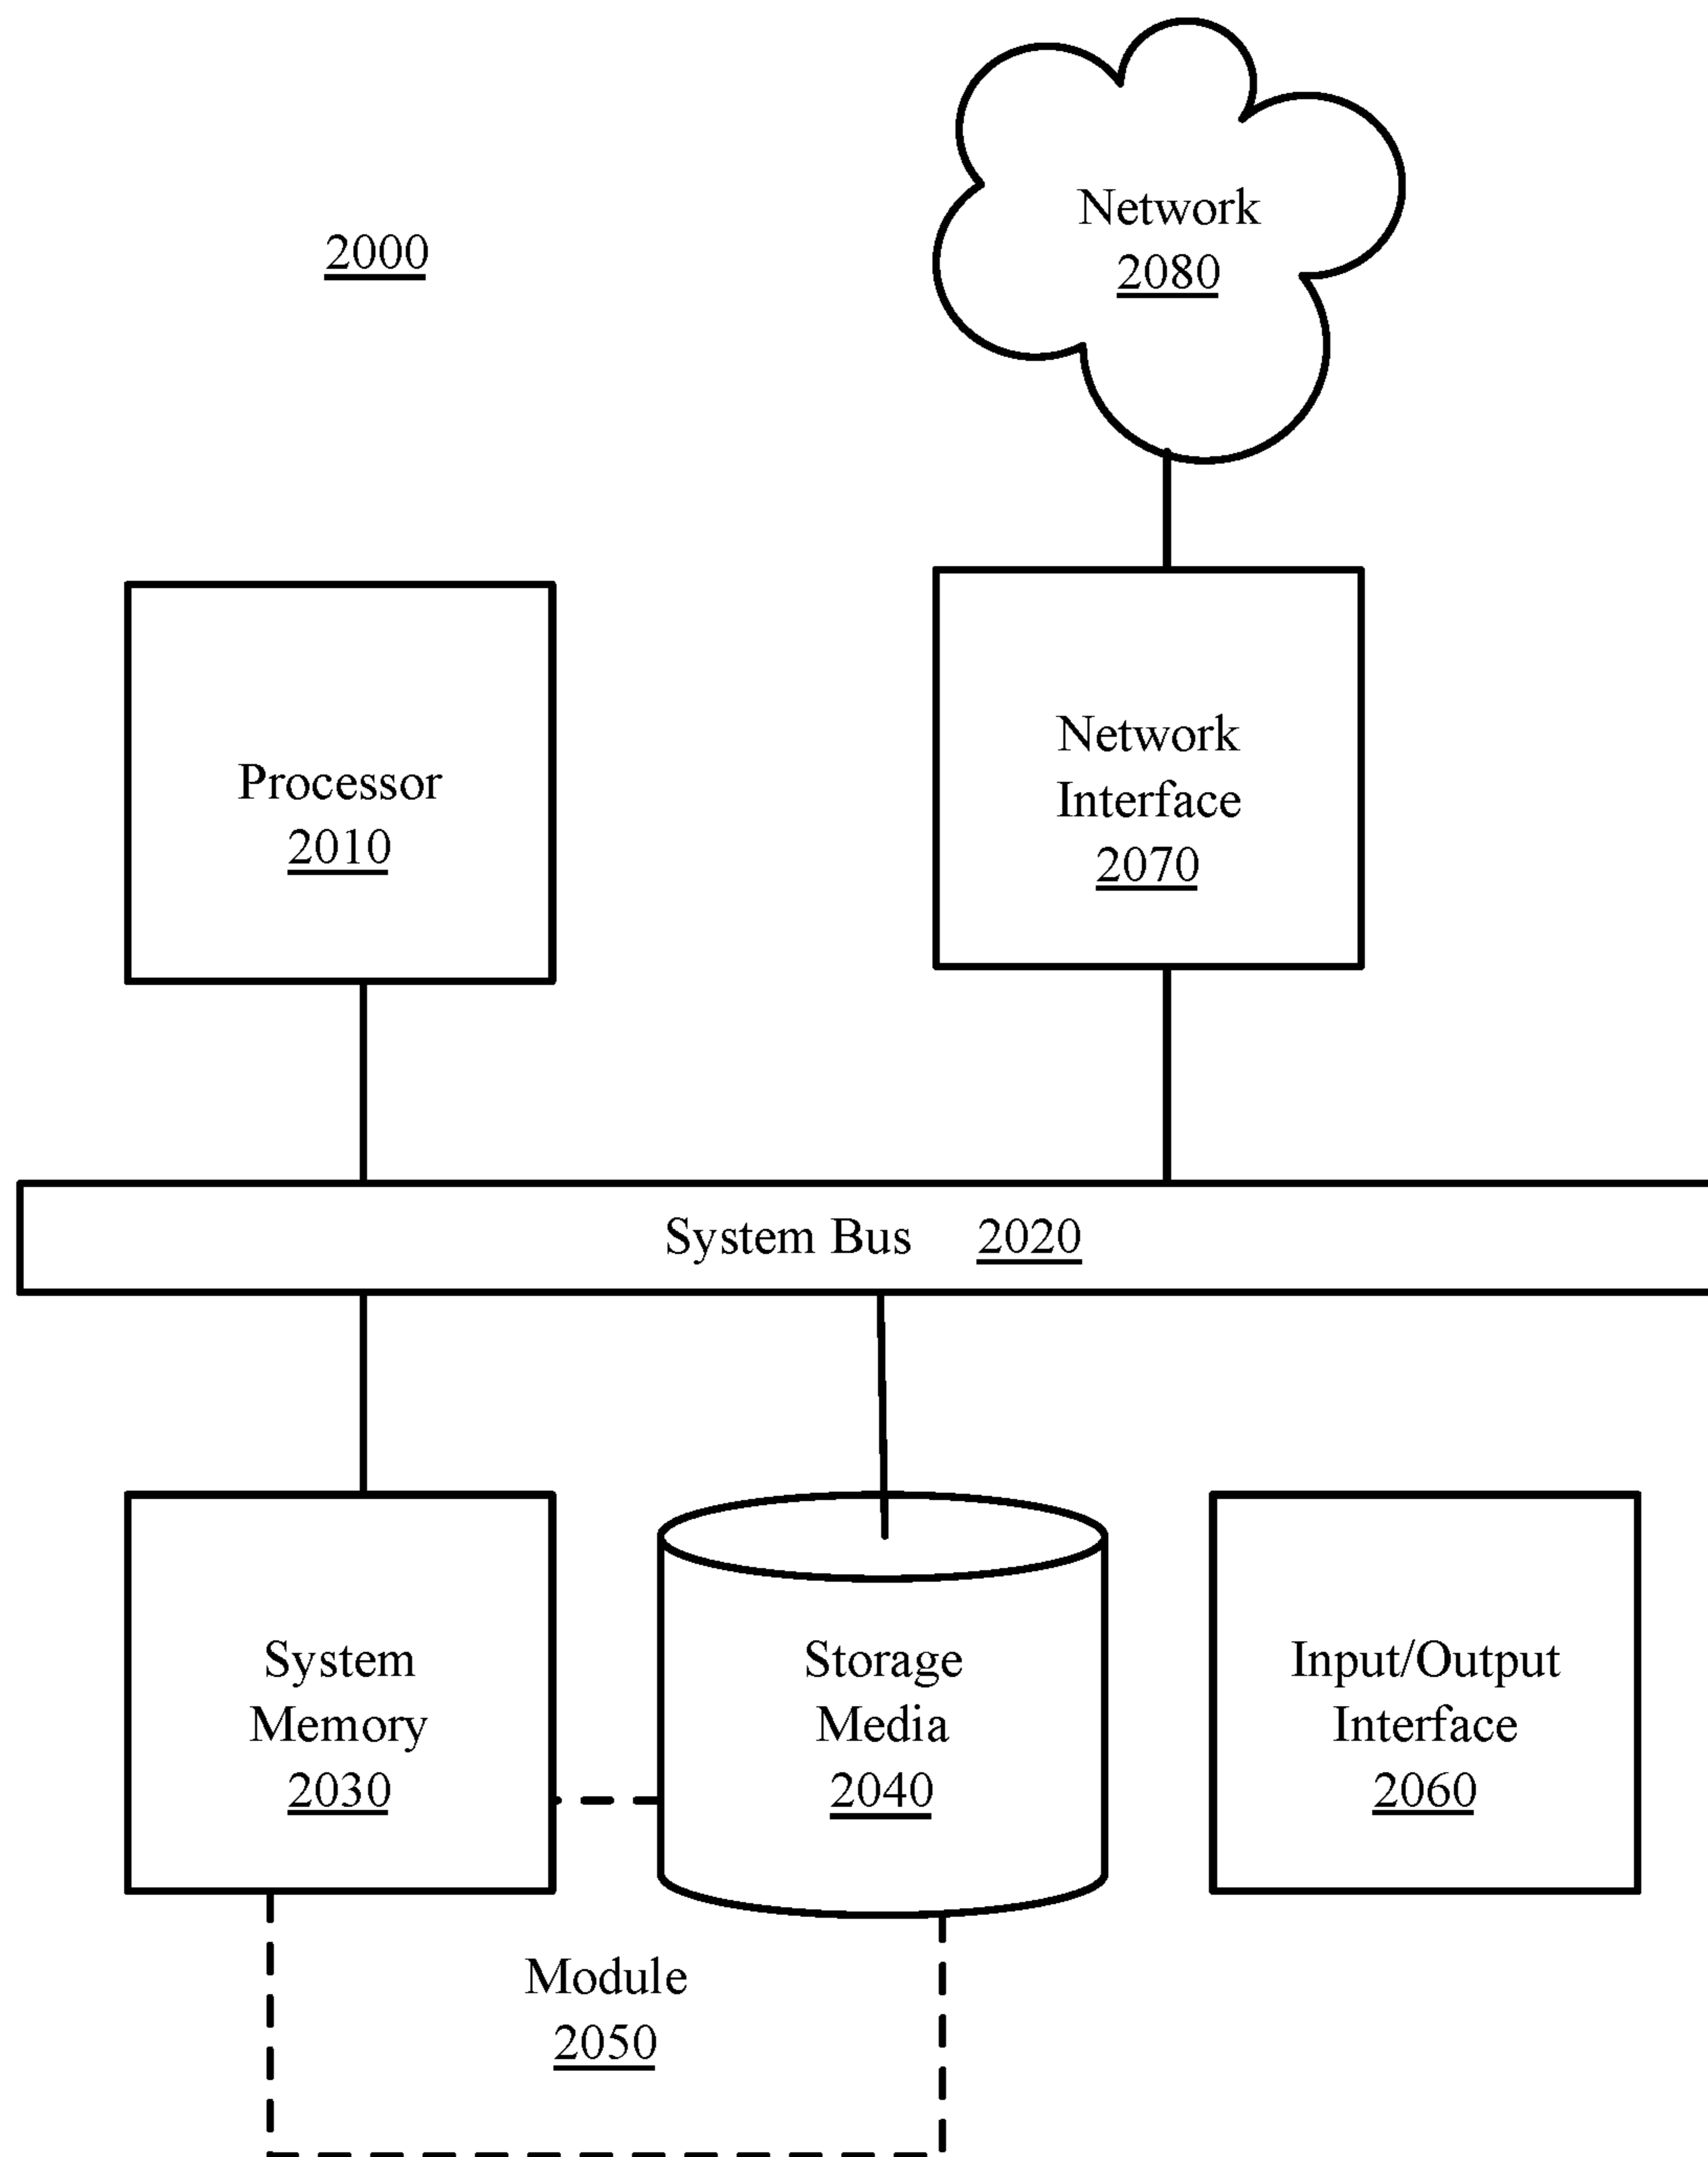 Network
2080
2000
Processor
2010
Network
Interface
2070
System Bus 2020
System
Memory
2030
Storage
Media
2040
Input/Output
Interface
2060
Module
2050